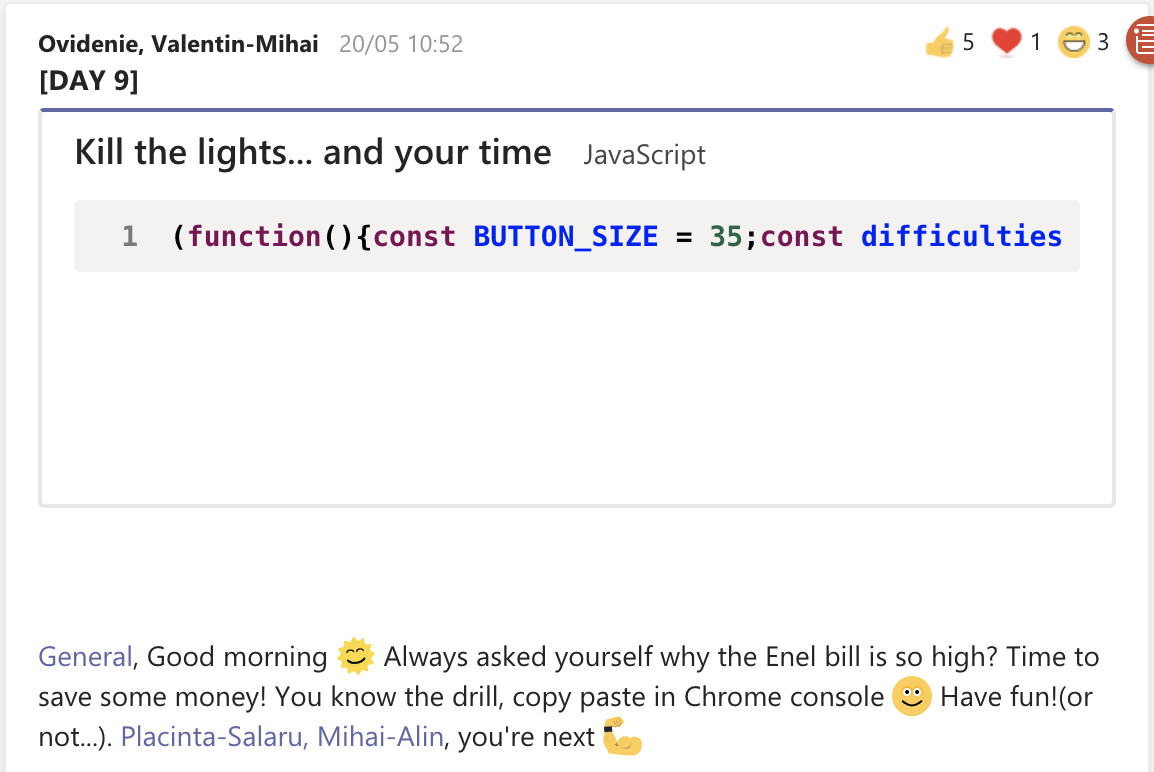 Ovidenie, Valentin-Mihai 20/05 10:52 5 1 3
[DAY 9]
Kill the lights... and your time JavaScript
1 (function(){const BUTTON_SIZE = 35;const difficulties
General, Good morning Always asked yourself why the Enel bill is so high? Time to
save some money! You know the drill, copy paste in Chrome console Have fun!(or
not...). Placinta-Salaru, Mihai-Alin, you're next